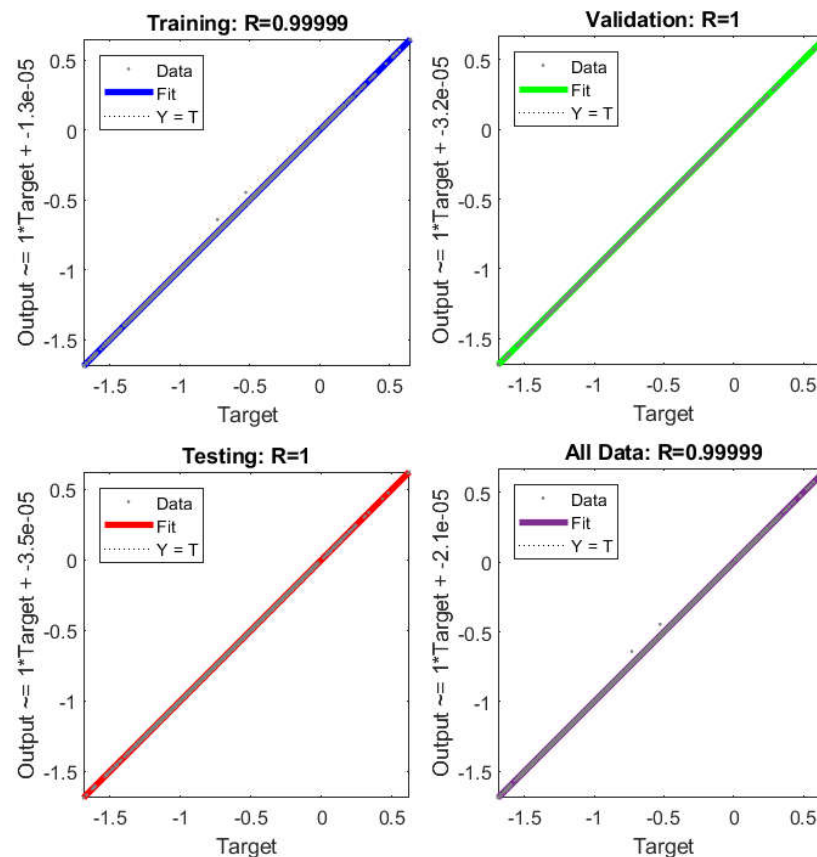 Training: R=0.99999
Output ~= 1*Target + -1.3e-05
0.5
0
-0.5
-1
-1.5
Data
Fit
Y = T
-1.5 -1 -0.5 0 0.5
Target
Validation: R=1
Output ~= 1*Target + -3.2e-05
0.5
0
-0.5
-1
-1.5
Data
Fit
Y = T
-1.5 -1 -0.5 0 0.5
Target
Testing: R=1
Output ~= 1*Target + -3.5e-05
0.5
0
-0.5
-1
-1.5
Data
Fit
Y = T
-1.5 -1 -0.5 0 0.5
Target
All Data: R=0.99999
Output ~= 1*Target + -2.1e-05
0.5
0
-0.5
-1
-1.5
Data
Fit
Y = T
-1.5 -1 -0.5 0 0.5
Target